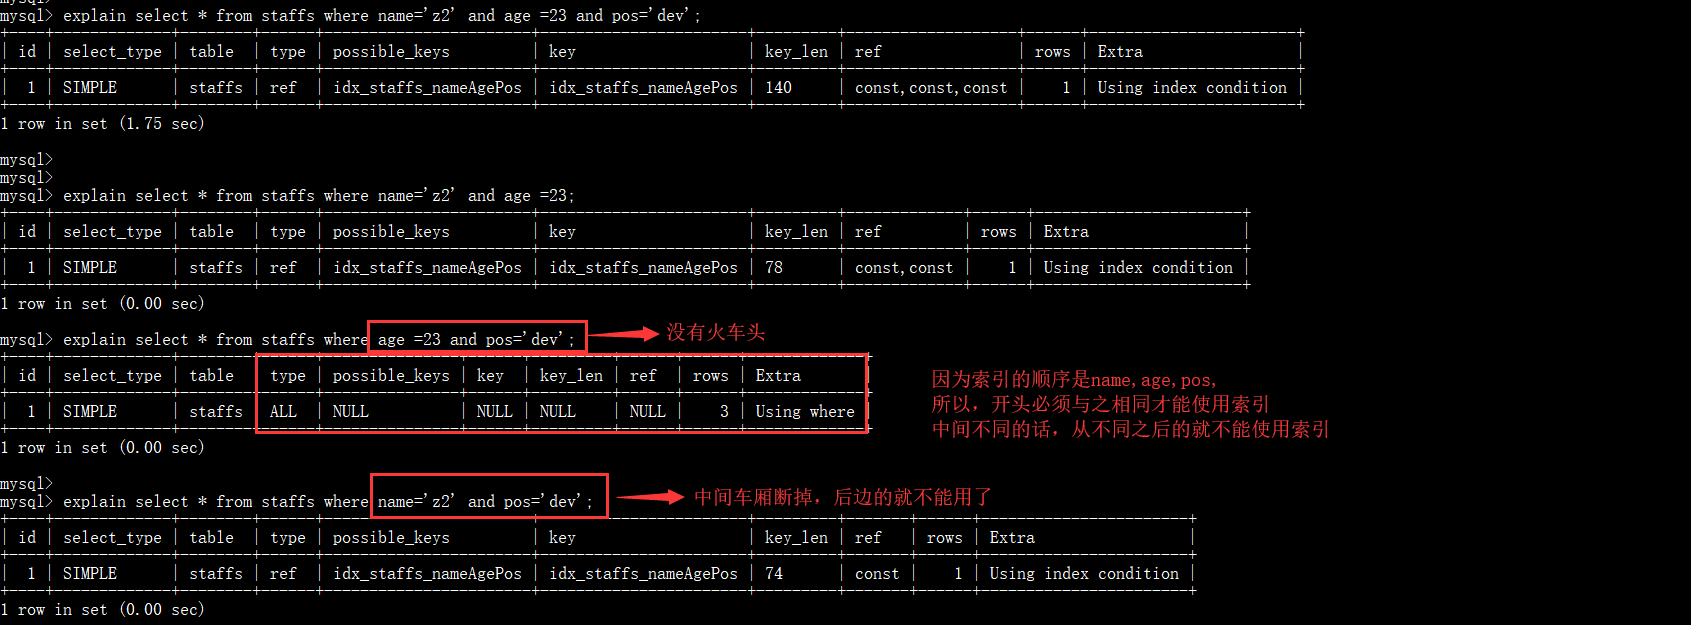 mysql> explain select * from staffs where name='z2' and age =23 and pos='dev';
| id | select_type | table | type | possible_keys | key | key_len | ref | rows | Extra |
| 1 | SIMPLE | staffs | ref | idx_staffs_nameAgePos | idx_staffs_nameAgePos | 140 | const,const,const | 1 | Using index condition |
1 row in set (1.75 sec)
mysql>
mysql>
mysql> explain select * from staffs where name='z2' and age =23;
| id | select_type | table | type | possible_keys | key | key_len | ref | rows | Extra |
| 1 | SIMPLE | staffs | ref | idx_staffs_nameAgePos | idx_staffs_nameAgePos | 78 | const,const | 1 | Using index condition |
1 row in set (0.00 sec)
mysql> explain select * from staffs where age =23 and pos='dev';
没有火车头
| id | select_type | table | type | possible_keys | key | key_len | ref | rows | Extra |
| 1 | SIMPLE | staffs | ALL | NULL | NULL | NULL | NULL | 3 | Using where |
1 row in set (0.00 sec)
因为索引的顺序是name,age,pos,
所以，开头必须与之相同才能使用索引
中间不同的话，从不同之后的就不能使用索引
mysql>
mysql> explain select * from staffs where name='z2' and pos='dev';
中间车厢断掉，后边的就不能用了
| id | select_type | table | type | possible_keys | key | key_len | ref | rows | Extra |
| 1 | SIMPLE | staffs | ref | idx_staffs_nameAgePos | idx_staffs_nameAgePos | 74 | const | 1 | Using index condition |
1 row in set (0.00 sec)